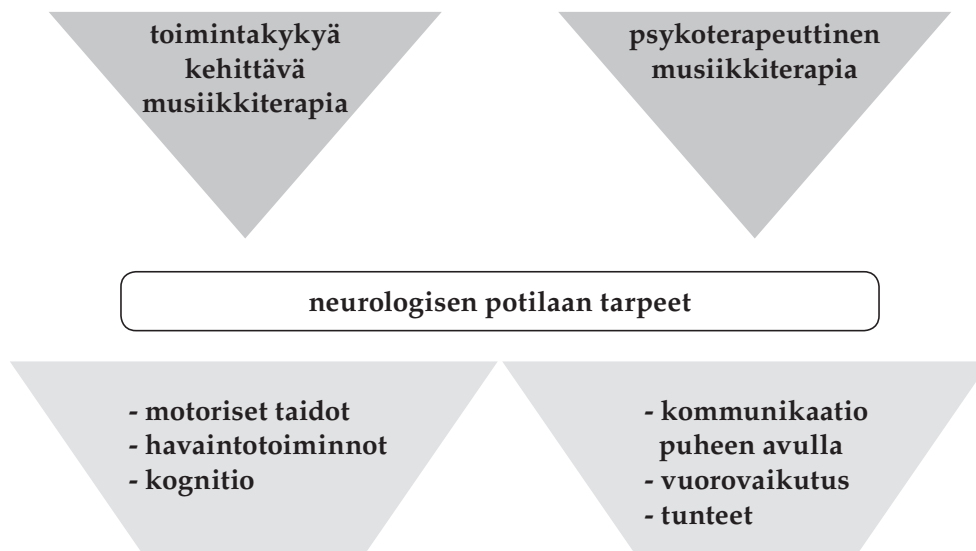 toimintakykyä
kehittävä
musiikkiterapia
psykoterapeuttinen
musiikkiterapia
neurologisen potilaan tarpeet
- motoriset taidot
- havaintotoiminnot
- kognitio
- kommunikaatio
puheen avulla
- vuorovaikutus
- tunteet